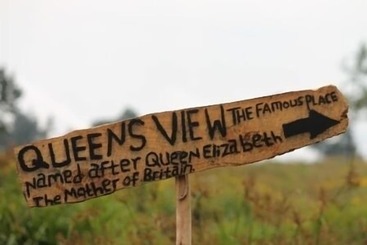 QUEENS VIEW THE FAMOUS PLACE
Named after Queen Elizabeth
The Mother of Britain.